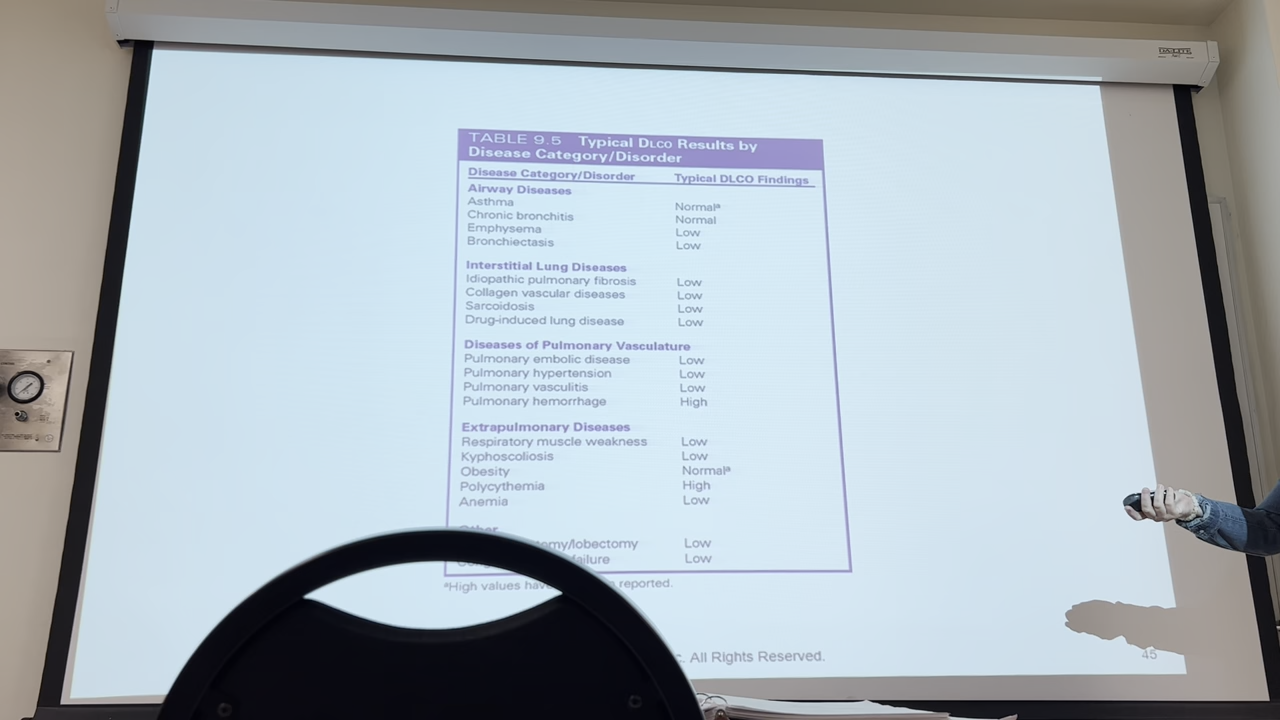 DA-LITE
TABLE 9.5 Typical DLCO Results by
Disease Category/Disorder
Disease Category/Disorder Typical DLCO Findings
Airway Diseases
Asthma Normalª
Chronic bronchitis Normal
Emphysema Low
Bronchiectasis Low
Interstitial Lung Diseases
Idiopathic pulmonary fibrosis Low
Collagen vascular diseases Low
Sarcoidosis Low
Drug-induced lung disease Low
Diseases of Pulmonary Vasculature
Pulmonary embolic disease Low
Pulmonary hypertension Low
Pulmonary vasculitis Low
Pulmonary hemorrhage High
Extrapulmonary Diseases
Respiratory muscle weakness Low
Kyphoscoliosis Low
Obesity Normalª
Polycythemia High
Anemia Low
Other
omy/lobectomy Low
failure Low
ªHigh values hav reported.
c. All Rights Reserved.
45